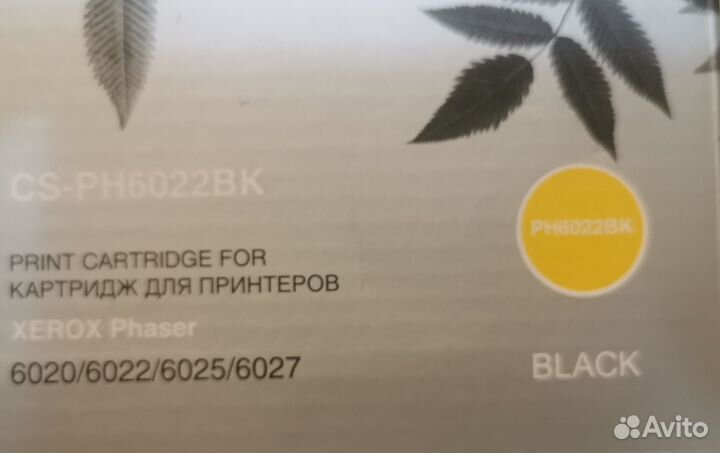 CS-PH6022BK
PH6022BK
PRINT CARTRIDGE FOR
КАРТРИДЖ ДЛЯ ПРИНТЕРОВ
XEROX Phaser
6020/6022/6025/6027
BLACK
Avito